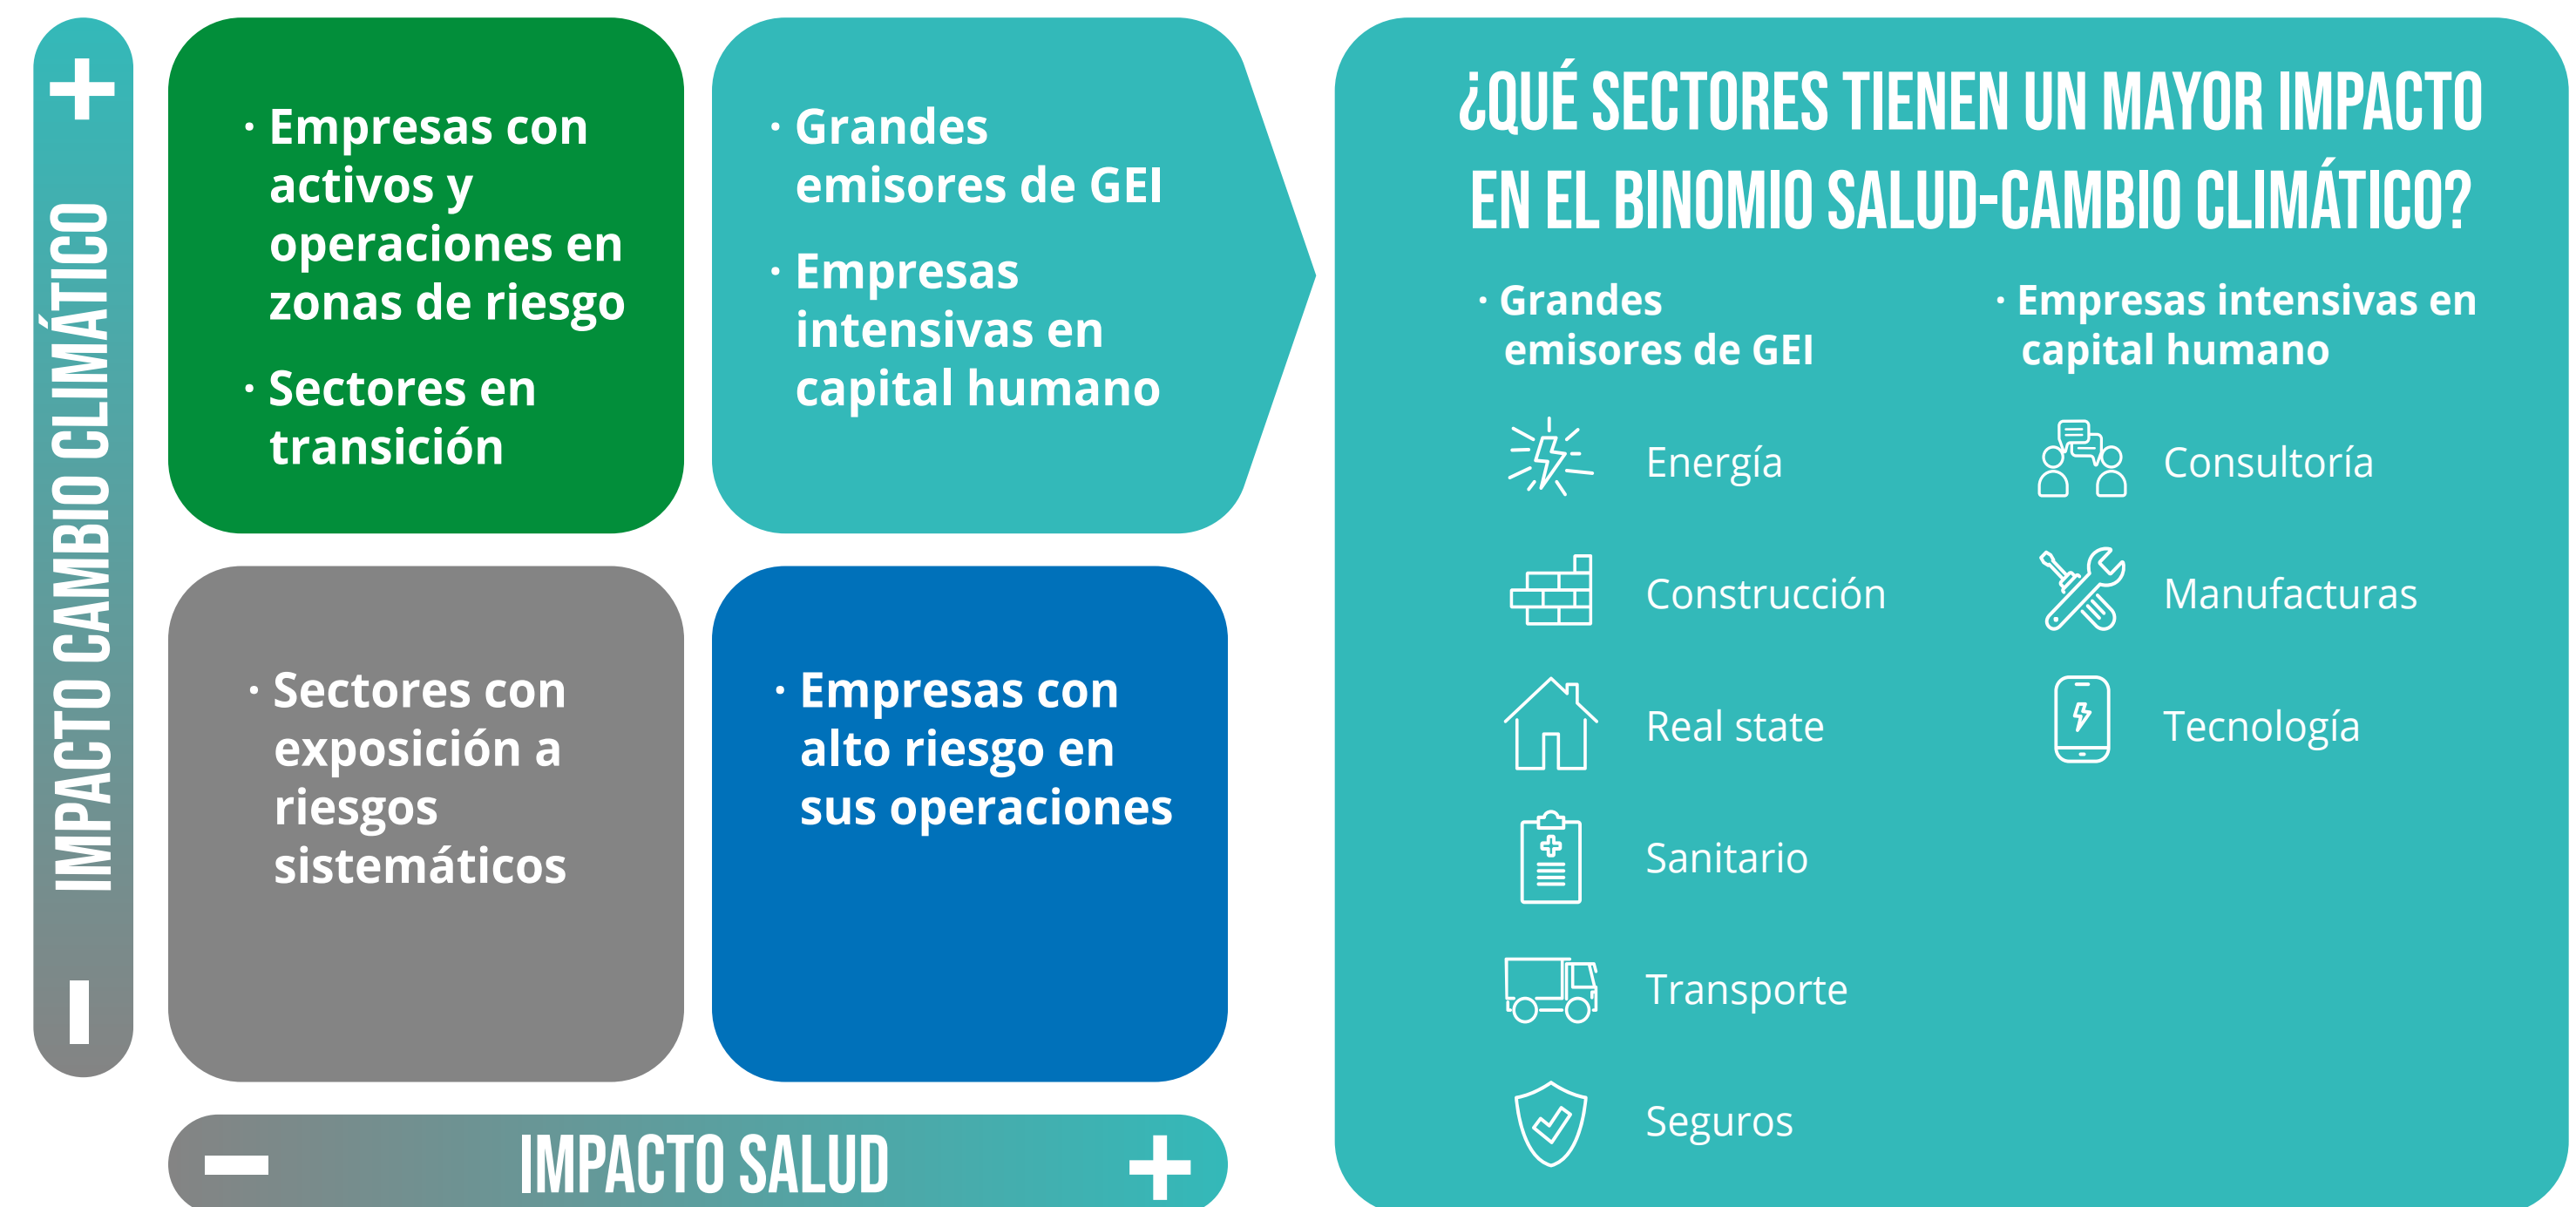 +
IMPACTO CAMBIO CLIMÁTICO
–
· Empresas con
activos y
operaciones en
zonas de riesgo
· Sectores en
transición
· Grandes
emisores de GEI
· Empresas
intensivas en
capital humano
· Sectores con
exposición a
riesgos
sistemáticos
· Empresas con
alto riesgo en
sus operaciones
– IMPACTO SALUD +
¿QUÉ SECTORES TIENEN UN MAYOR IMPACTO
EN EL BINOMIO SALUD-CAMBIO CLIMÁTICO?
· Grandes
emisores de GEI
Energía
Construcción
Real state
Sanitario
Transporte
Seguros
· Empresas intensivas en
capital humano
Consultoría
Manufacturas
Tecnología